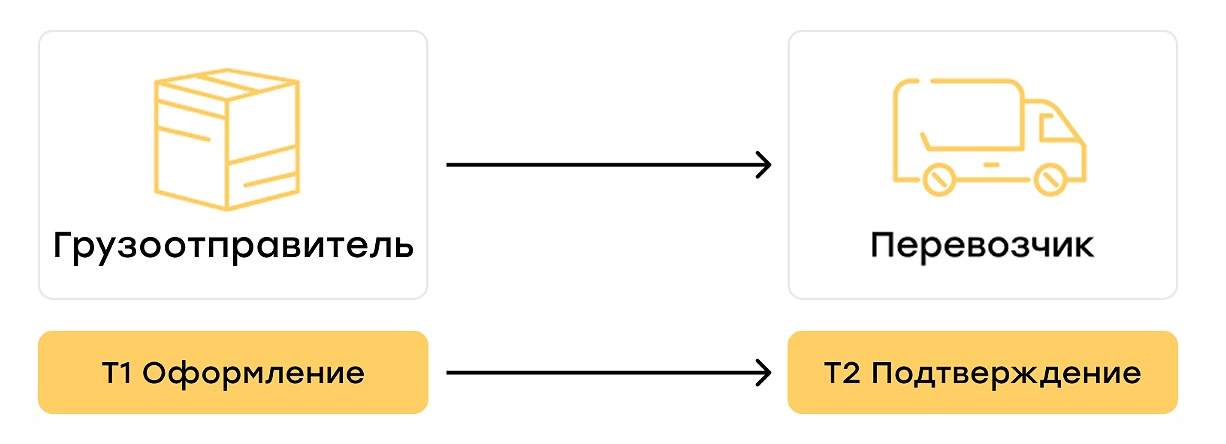 Грузоотправитель
Перевозчик
Т1 Оформление
Т2 Подтверждение